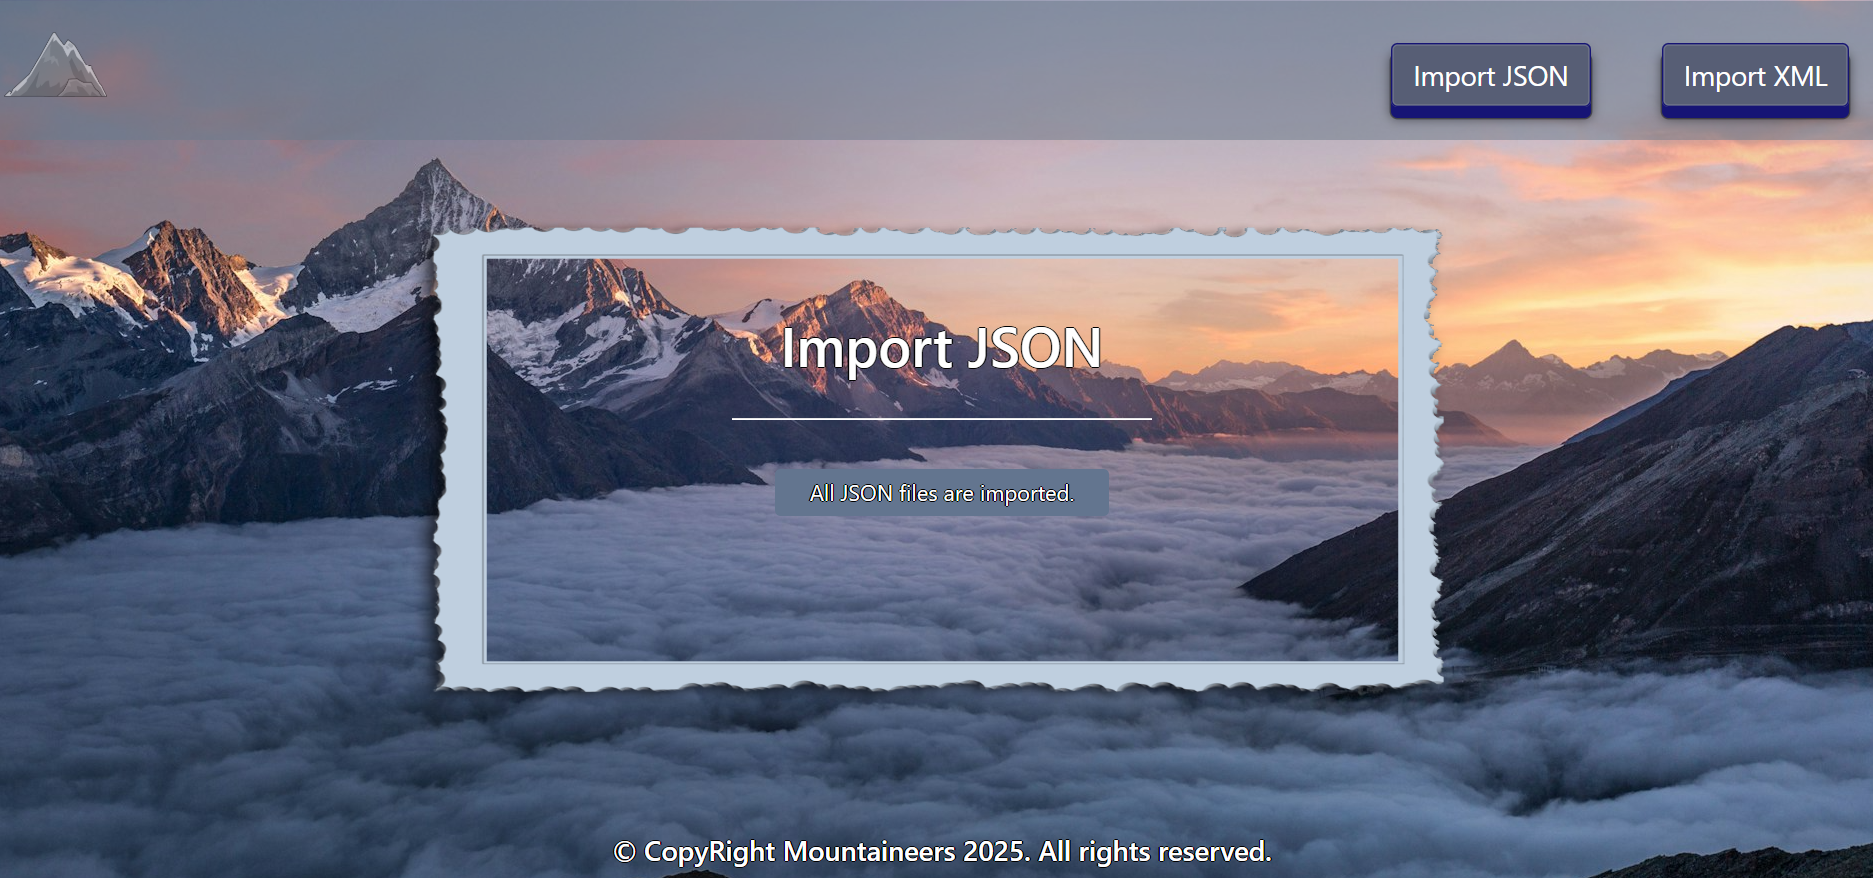 Import JSON
Import XML
Import JSON
All JSON files are imported.
© CopyRight Mountaineers 2025. All rights reserved.